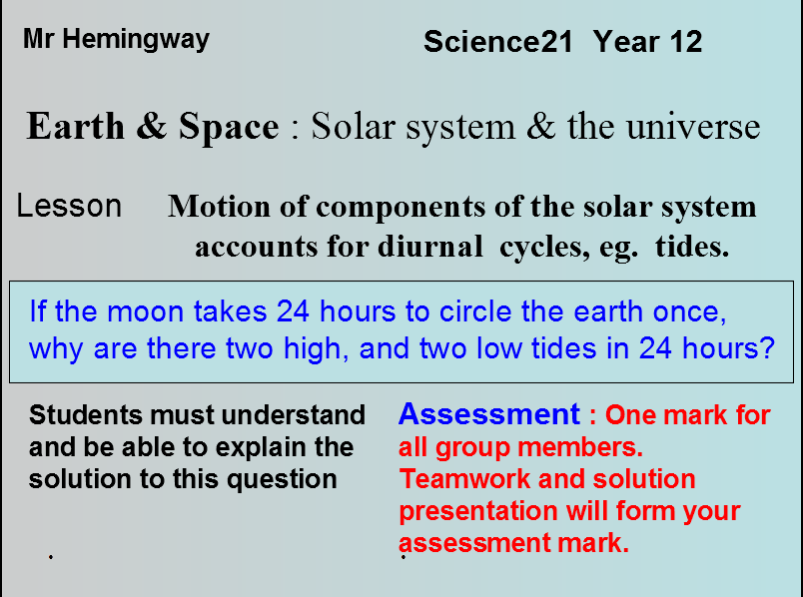 Mr Hemingway
Science21 Year 12
Earth & Space : Solar system & the universe
Lesson
Motion of components of the solar system
accounts for diurnal cycles, eg. tides.
If the moon takes 24 hours to circle the earth once,
why are there two high, and two low tides in 24 hours?
Students must understand
and be able to explain the
solution to this question
Assessment : One mark for
all group members.
Teamwork and solution
presentation will form your
assessment mark.